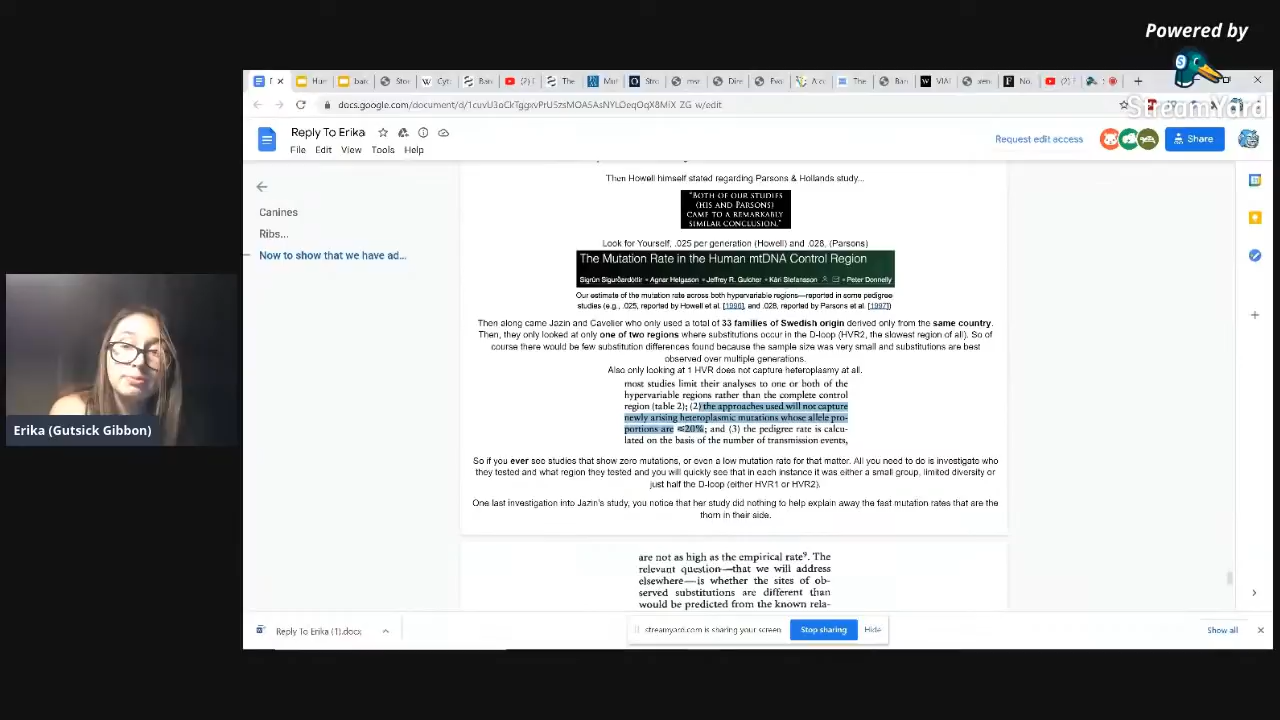 Powered by
StreamYard
docs.google.com/document/d/
Reply To Erika
File Edit View Tools Help
Request edit access
Share
Canines
Ribs...
Now to show that we have ad...
Then Howell himself stated regarding Parsons & Hollands study...
"BOTH OF OUR STUDIES
(HIS AND PARSONS)
CAME TO A REMARKABLY
SIMILAR CONCLUSION."
Look for Yourself, .025 per generation (Howell) and .028, (Parsons)
The Mutation Rate in the Human mtDNA Control Region
Sigrún Sigurðardóttir • Agnar Helgason • Jeffrey R. Gulcher • Kári Stefansson • Peter Donnelly
Our estimate of the mutation rate across both hypervariable regions—reported in some pedigree
studies (e.g., .025, reported by Howell et al. [1996], and .028, reported by Parsons et al. [1997])
Then along came Jazin and Cavelier who only used a total of 33 families of Swedish origin derived only from the same country.
Then, they only looked at only one of two regions where substitutions occur in the D-loop (HVR2, the slowest region of all). So of
course there would be few substitution differences found because the sample size was very small and substitutions are best
observed over multiple generations.
Also only looking at 1 HVR does not capture heteroplasmy at all.
most studies limit their analyses to one or both of the
hypervariable regions rather than the complete control
region (table 2); (2) the approaches used will not capture
newly arising heteroplasmic mutations whose allele pro-
portions are ≈20%; and (3) the pedigree rate is calcu-
lated on the basis of the number of transmission events,
So if you ever see studies that show zero mutations, or even a low mutation rate for that matter. All you need to do is investigate who
they tested and what region they tested and you will quickly see that in each instance it was either a small group, limited diversity or
just half the D-loop (either HVR1 or HVR2).
One last investigation into Jazin's study, you notice that her study did nothing to help explain away the fast mutation rates that are the
thorn in their side.
are not as high as the empirical rate⁹. The
relevant question—that we will address
elsewhere—is whether the sites of ob-
served substitutions are different than
would be predicted from the known rela-
Erika (Gutsick Gibbon)
Reply To Erika (1).docx
streamyard.com is sharing your screen.
Stop sharing
Hide
Show all